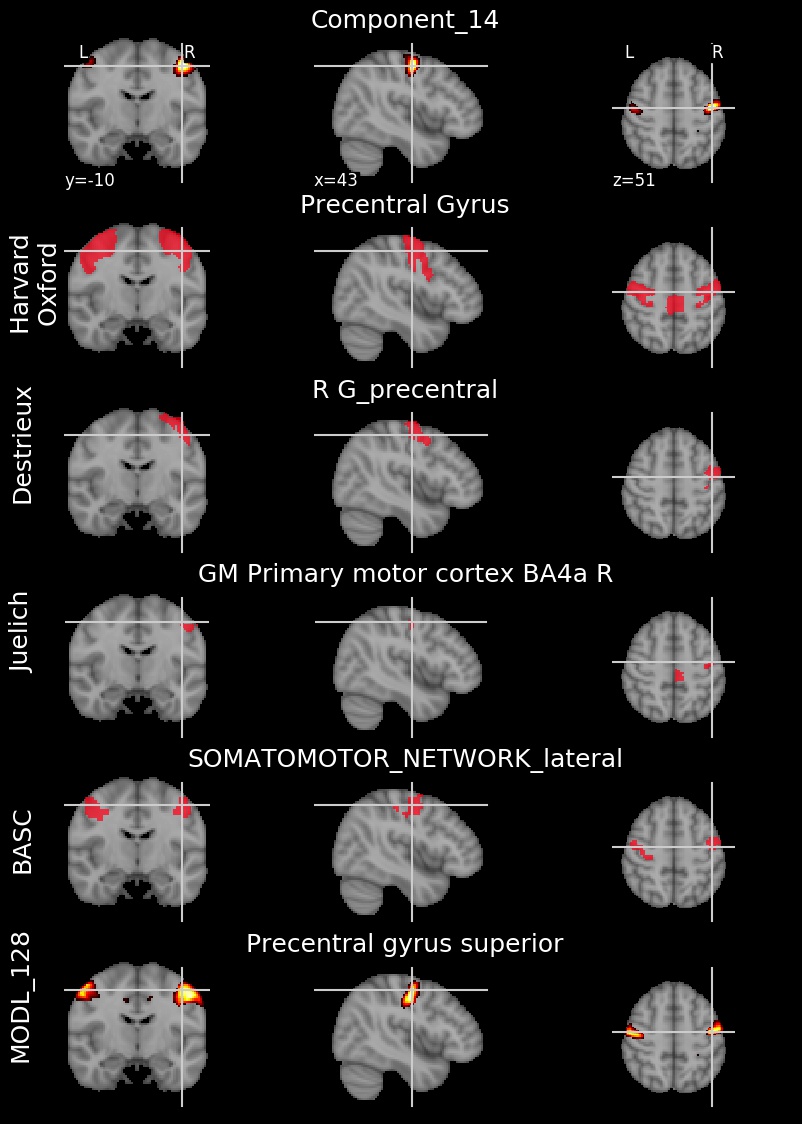 Component_14
L R L R
y=-10 x=43 z=51
Precentral Gyrus
Harvard
Oxford
R G_precentral
Destrieux
GM Primary motor cortex BA4a R
Juelich
SOMATOMOTOR_NETWORK_lateral
BASC
Precentral gyrus superior
MODL_128